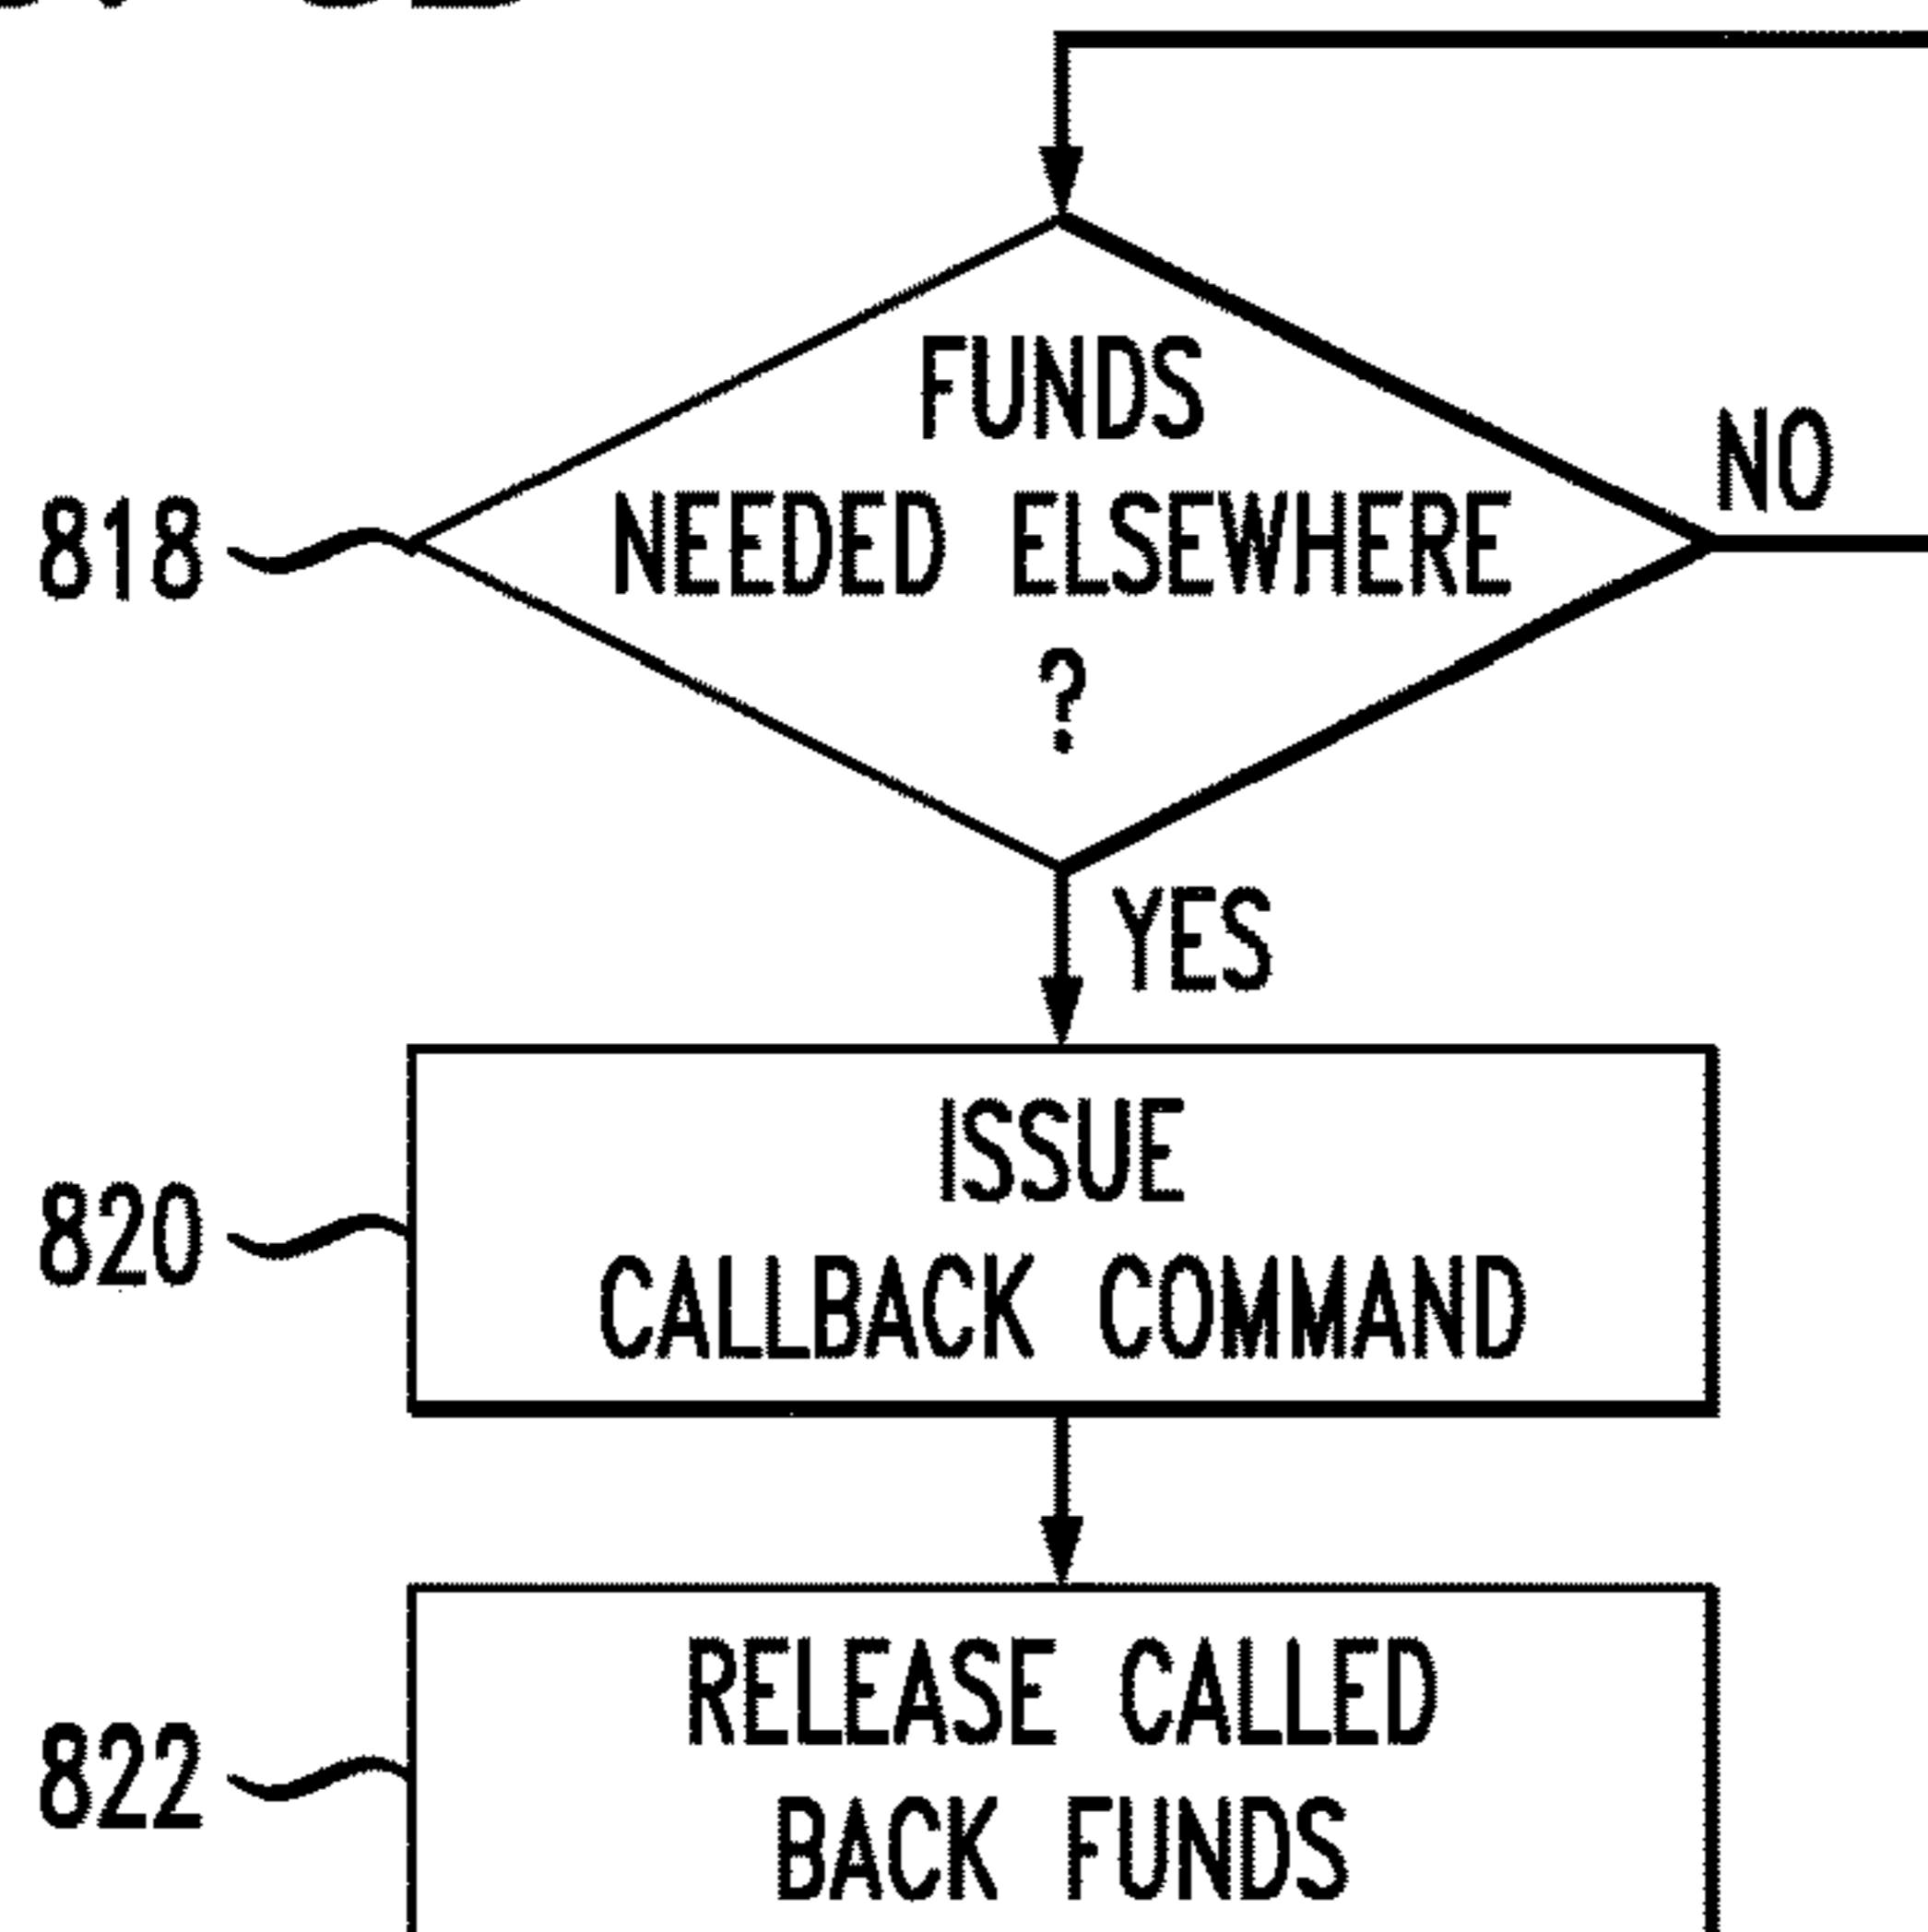 FUNDS
NEEDED ELSEWHERE
?
818
NO
YES
ISSUE
CALLBACK COMMAND
820
RELEASE CALLED
BACK FUNDS
822